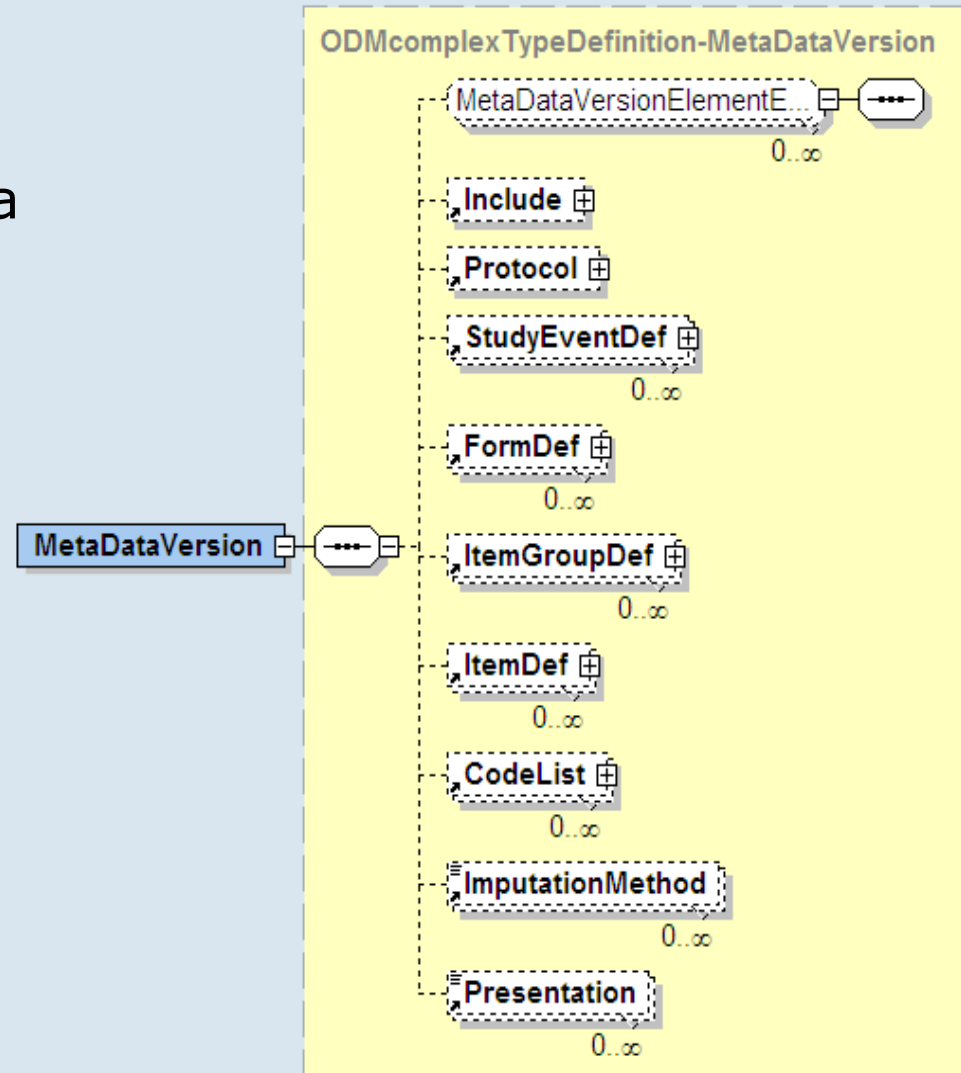 ODMcomplexTypeDefinition-MetaDataVersion
MetaDataVersionElementE...
0..∞
a
Include
Protocol
StudyEventDef
0..∞
FormDef
0..∞
MetaDataVersion
ItemGroupDef
0..∞
ItemDef
0..∞
CodeList
0..∞
ImputationMethod
0..∞
Presentation
0..∞